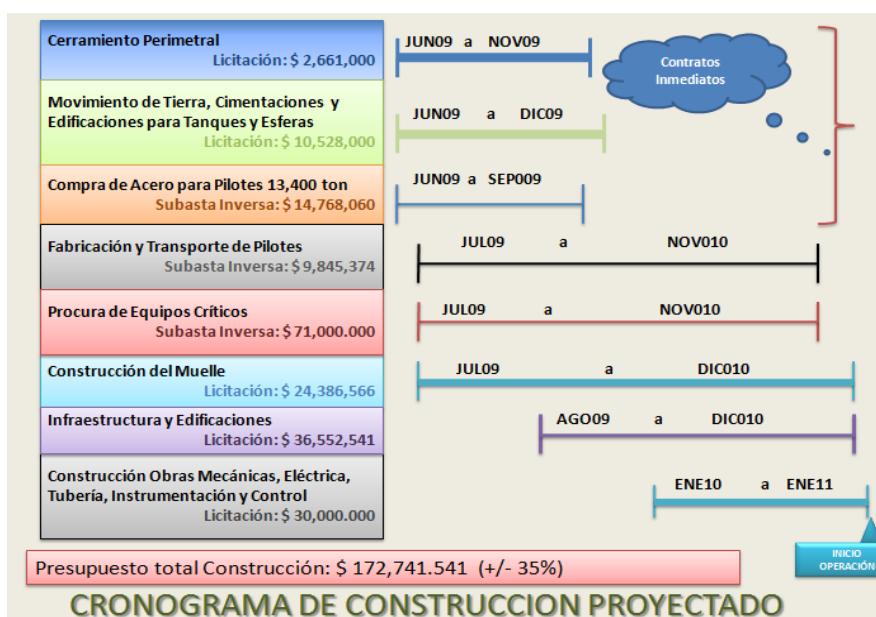 Cerramiento Perimetral
Licitación: $ 2,661,000
JUN09 a NOV09
Contratos
Inmediatos
Movimiento de Tierra, Cimentaciones y
Edificaciones para Tanques y Esferas
Licitación: $ 10,528,000
JUN09 a DIC09
Compra de Acero para Pilotes 13,400 ton
Subasta Inversa: $ 14,768,060
JUN09 a SEP009
Fabricación y Transporte de Pilotes
Subasta Inversa: $ 9,845,374
JUL09 a NOV010
Procura de Equipos Críticos
Subasta Inversa: $ 71,000.000
JUL09 a NOV010
Construcción del Muelle
Licitación: $ 24,386,566
JUL09 a DIC010
Infraestructura y Edificaciones
Licitación: $ 36,552,541
AGO09 a DIC010
Construcción Obras Mecánicas, Eléctrica,
Tubería, Instrumentación y Control
Licitación: $ 30,000.000
ENE10 a ENE11
INICIO
OPERACIÓN
Presupuesto total Construcción: $ 172,741.541 (+/- 35%)
CRONOGRAMA DE CONSTRUCCION PROYECTADO